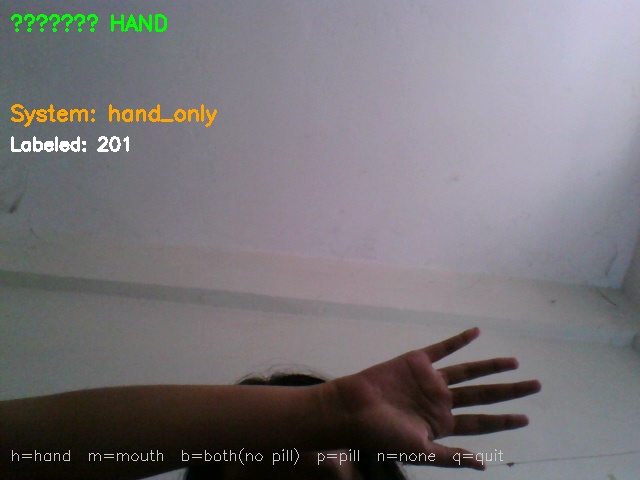 ??????? HAND
System: hand_only
Labeled: 201
h=hand m=mouth b=both(no pill) p=pill n=none q=quit